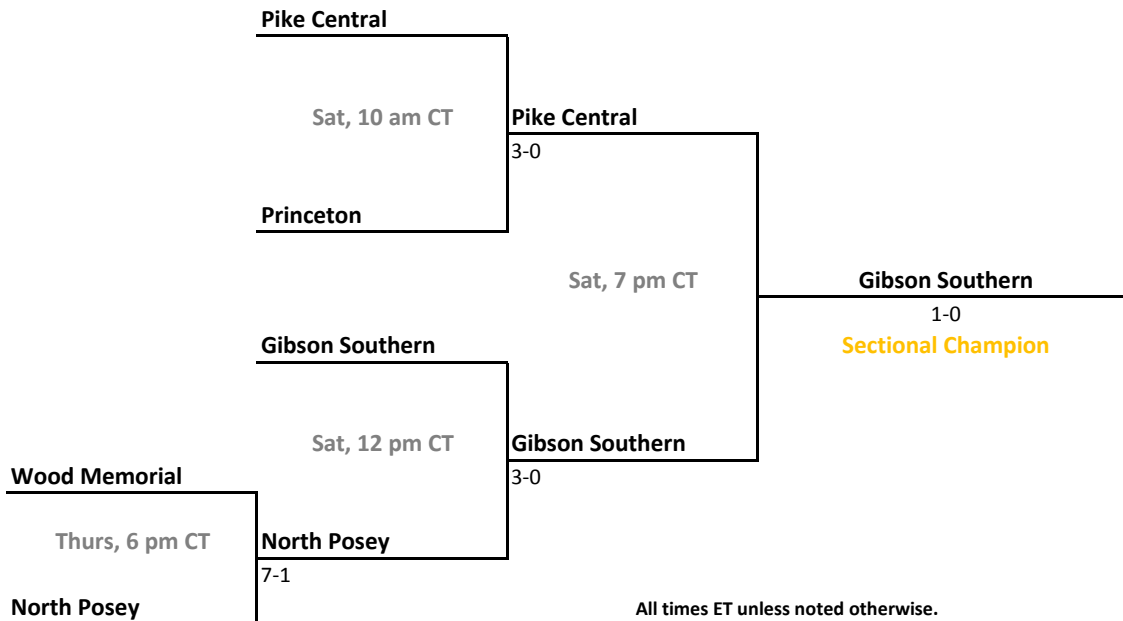 Pike Central
Sat, 10 am CT
Pike Central
3-0
Princeton
Sat, 7 pm CT
Gibson Southern
1-0
Sectional Champion
Gibson Southern
Sat, 12 pm CT
Gibson Southern
3-0
Wood Memorial
Thurs, 6 pm CT
North Posey
7-1
North Posey
All times ET unless noted otherwise.